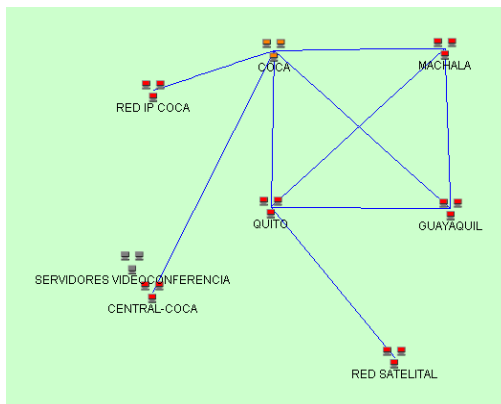 COCA
MACHALA
RED IP COCA
QUITO
GUAYAQUIL
SERVIDORES VIDEOCONFERENCIA
CENTRAL-COCA
RED SATELITAL